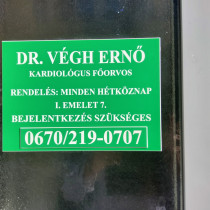 DR. VÉGH ERNŐ
KARDIOLÓGUS FŐORVOS
RENDELÉS: MINDEN HÉTKÖZNAP
I. EMELET 7.
BEJELENTKEZÉS SZÜKSÉGES
0670/219-0707